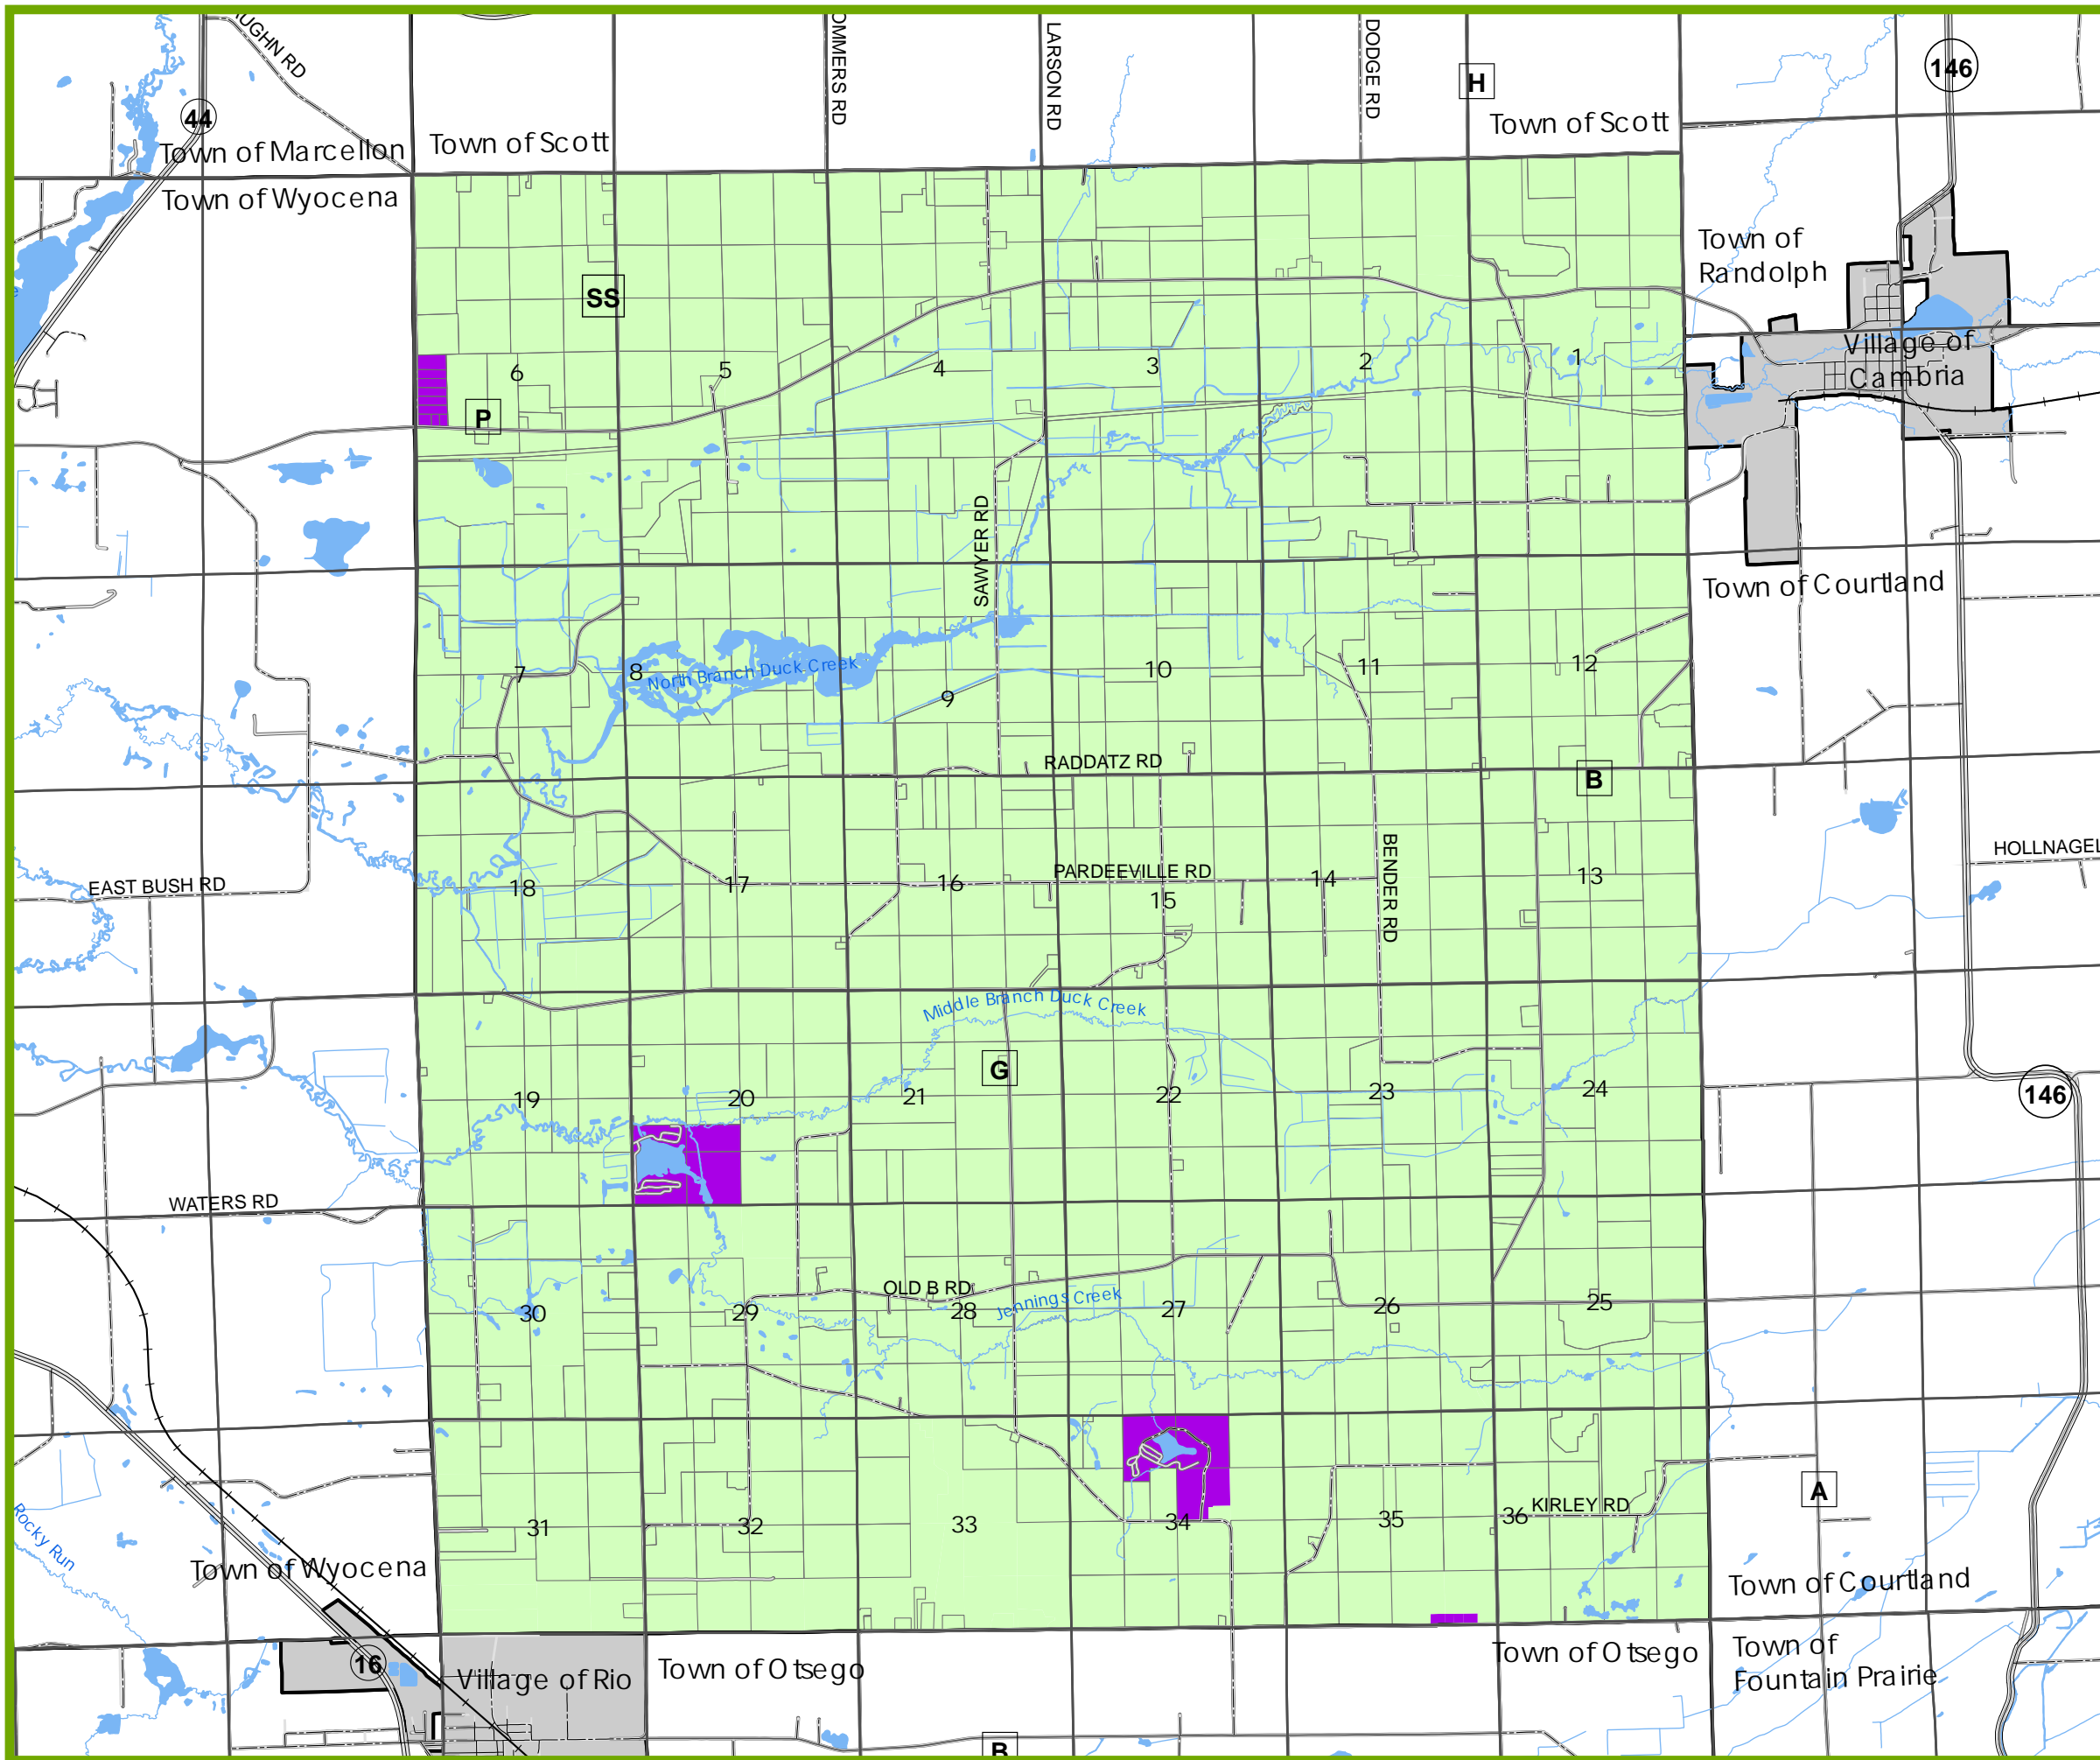 UGHN RD
OMMERS RD
LARSON RD
DODGE RD
H
146
44
Town of Marcellon
Town of Scott
Town of Scott
Town of Wyocena
Town of
Randolph
SS
Village of
Cambria
6
5
4
3
2
1
P
SAWYER RD
Town of Courtland
7
8
North Branch Duck Creek
9
10
11
12
RADDATZ RD
B
BENDER RD
HOLLNAGEL
EAST BUSH RD
18
17
16
PARDEEVILLE RD
15
14
13
Middle Branch Duck Creek
G
146
19
20
21
22
23
24
WATERS RD
OLD B RD
Jennings Creek
30
29
28
27
26
25
A
Rocky Run
31
32
33
34
35
36
KIRLEY RD
Town of Wyocena
Town of Courtland
16
Village of Rio
Town of Otsego
Town of Otsego
Town of
Fountain Prairie
B